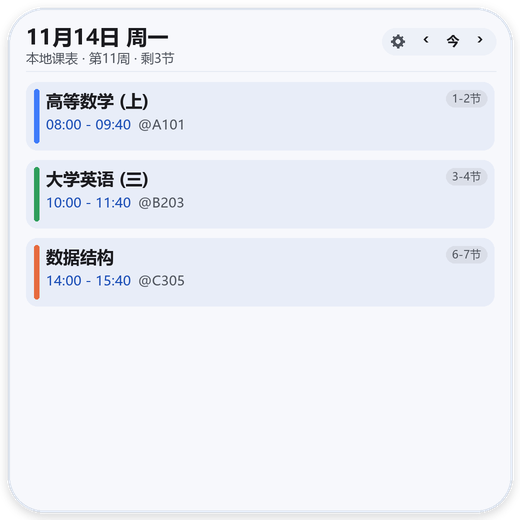 11月14日 周一
今
本地课表 · 第11周 · 剩3节
高等数学 (上)
1-2节
08:00 - 09:40 @A101
大学英语 (三)
3-4节
10:00 - 11:40 @B203
数据结构
6-7节
14:00 - 15:40 @C305